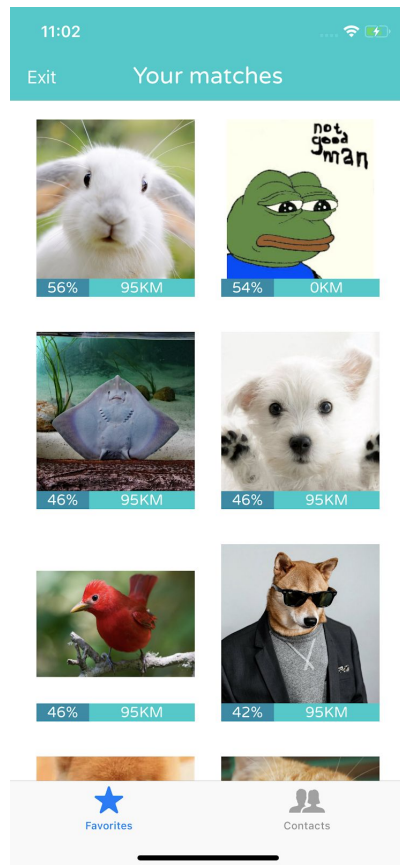 11:02
Exit
Your matches
not
good
man
56% 95KM
54% 0KM
46% 95KM
46% 95KM
46% 95KM
42% 95KM
Favorites
Contacts